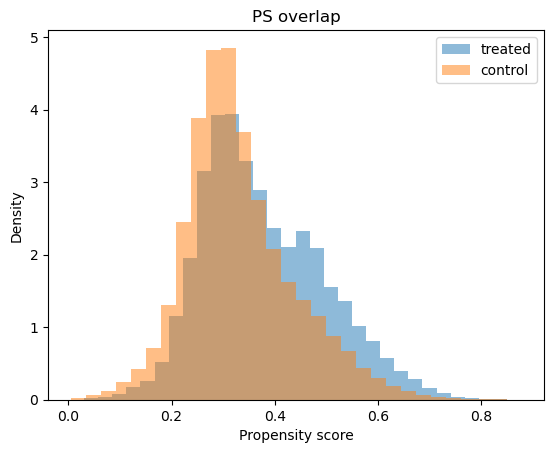 PS overlap
treated
control
Density
5
4
3
2
1
0
0.0 0.2 0.4 0.6 0.8
Propensity score